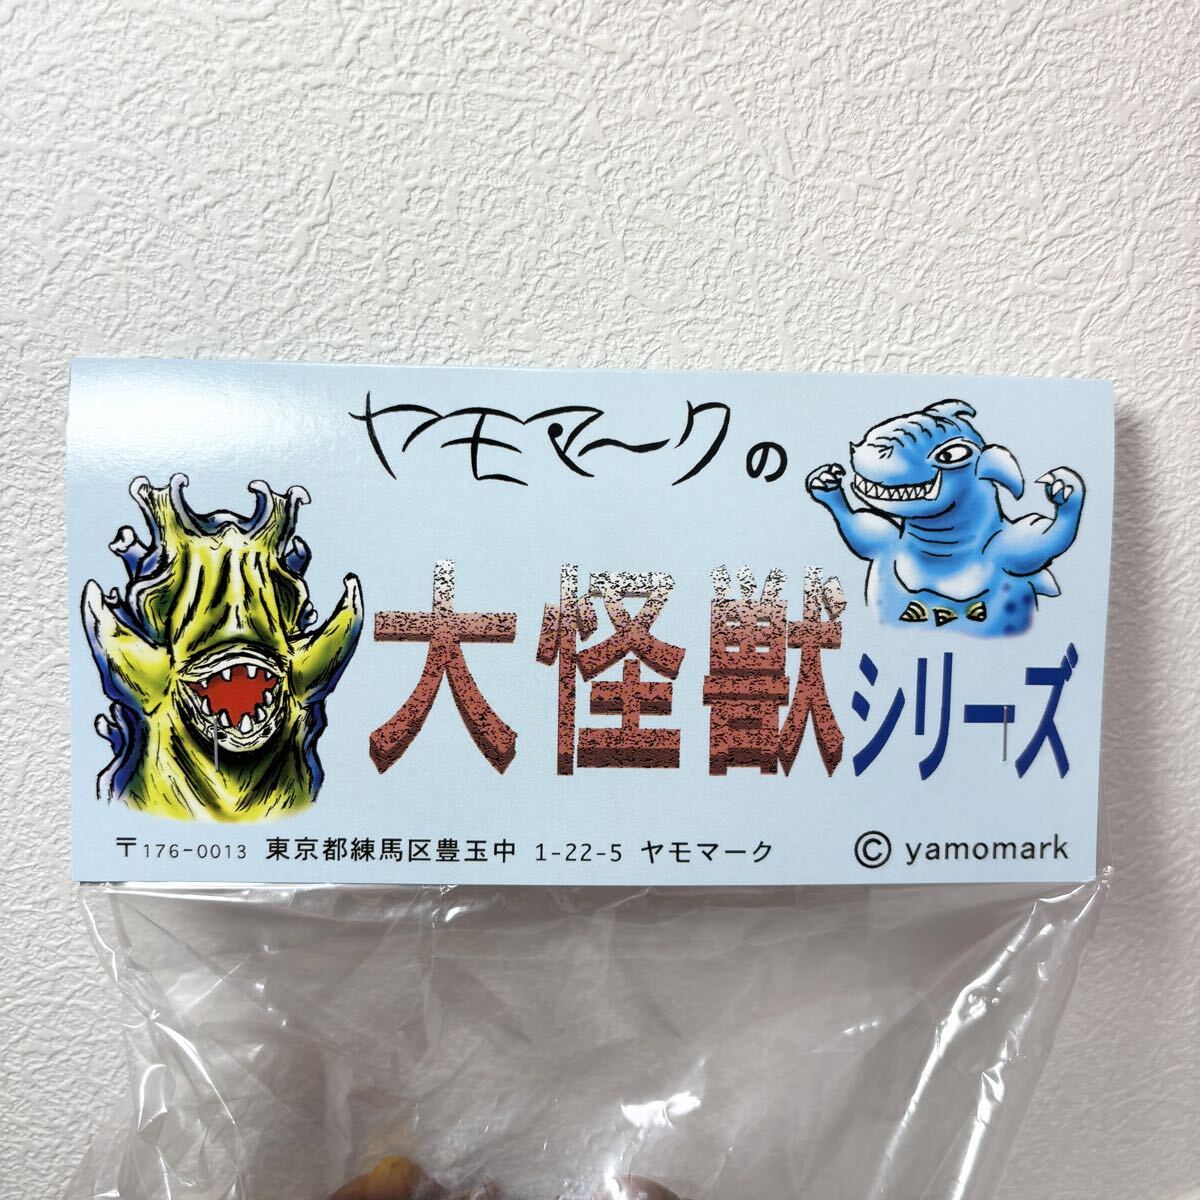 ヤモマークの
大怪獣シリーズ
〒176-0013 東京都練馬区豊玉中 1-22-5 ヤモマーク © yamomark